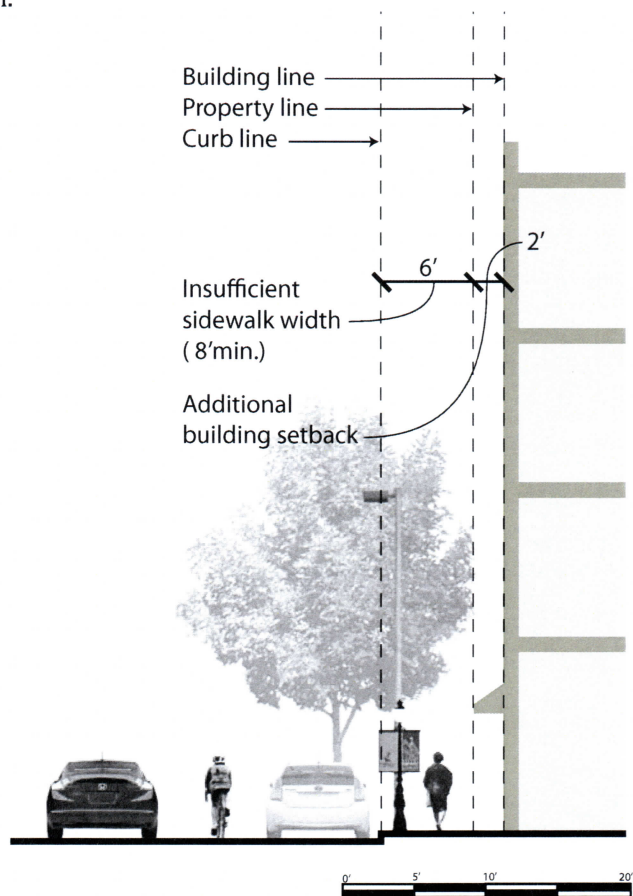 Building line
Property line
Curb line
2'
6'
Insufficient
sidewalk width
( 8'min.)
Additional
building setback
0' 5' 10' 20'